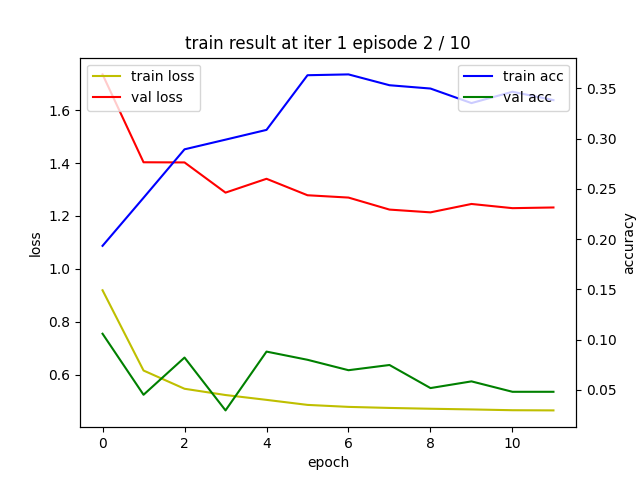 train result at iter 1 episode 2 / 10
train loss
val loss
train acc
val acc
1.6
1.4
1.2
1.0
0.8
0.6
loss
0.35
0.30
0.25
0.20
0.15
0.10
0.05
accuracy
0 2 4 6 8 10
epoch